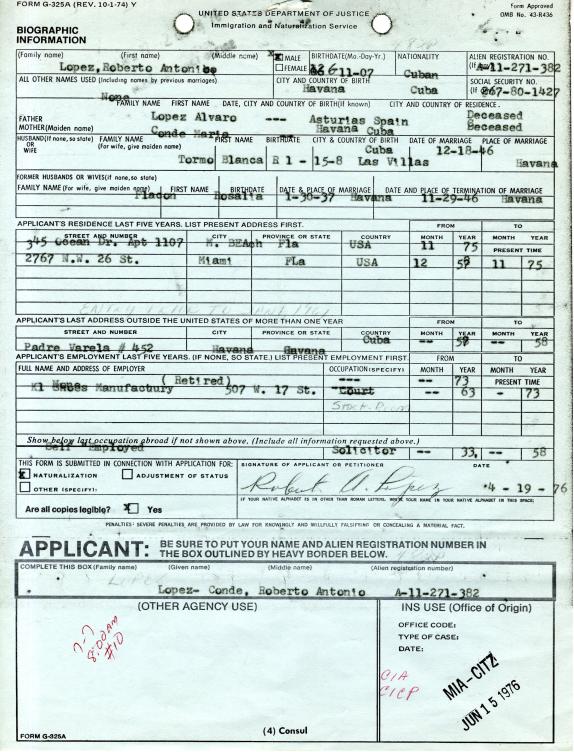 FORM G-325A (REV. 10-1-74) Y
Form Approved
OMB No. 43-R436
UNITED STATES DEPARTMENT OF JUSTICE
Immigration and Naturalization Service
BIOGRAPHIC
INFORMATION
(Family name) (First name) (Middle name) MALE FEMALE BIRTHDATE(Mo.-Day-Yr.) NATIONALITY ALIEN REGISTRATION NO.
Lopez, Roberto Antonio 6-11-07 Cuban A-11-271-382
ALL OTHER NAMES USED (Including names by previous marriages) CITY AND COUNTRY OF BIRTH SOCIAL SECURITY NO.
None Havana Cuba 267-80-1427
FAMILY NAME FIRST NAME DATE, CITY AND COUNTRY OF BIRTH(If known) CITY AND COUNTRY OF RESIDENCE.
FATHER Lopez Alvaro --- Asturias Spain Deceased
MOTHER(Maiden name) Conde Maria Havana Cuba Deceased
HUSBAND(If none, so state) OR WIFE FAMILY NAME (For wife, give maiden name) FIRST NAME BIRTHDATE CITY & COUNTRY OF BIRTH DATE OF MARRIAGE PLACE OF MARRIAGE
Tormo Blanca R 1 - 15-8 Las Villas Cuba 12-18-46 Havana
FORMER HUSBANDS OR WIVES(If none, so state)
FAMILY NAME (For wife, give maiden name) FIRST NAME BIRTHDATE DATE & PLACE OF MARRIAGE DATE AND PLACE OF TERMINATION OF MARRIAGE
Rosalia 1-30-37 Havana 11-29-46 Havana
APPLICANT'S RESIDENCE LAST FIVE YEARS. LIST PRESENT ADDRESS FIRST. FROM TO
STREET AND NUMBER CITY PROVINCE OR STATE COUNTRY MONTH YEAR MONTH YEAR
345 Ocean Dr. Apt 1107 M. BEAch Fla USA 11 75 PRESENT TIME
2767 N.W. 26 St. Miami FLa USA 12 11 75
APPLICANT'S LAST ADDRESS OUTSIDE THE UNITED STATES OF MORE THAN ONE YEAR FROM TO
STREET AND NUMBER CITY PROVINCE OR STATE COUNTRY MONTH YEAR MONTH YEAR
Padre Varela # 452 Havana Havana Cuba -- -- 58
APPLICANT'S EMPLOYMENT LAST FIVE YEARS. (IF NONE, SO STATE.) LIST PRESENT EMPLOYMENT FIRST. FROM TO
FULL NAME AND ADDRESS OF EMPLOYER OCCUPATION (SPECIFY) MONTH YEAR MONTH YEAR
None ( Retired) --- -- 73 PRESENT TIME
Manufactury 507 W. 17 St. Court -- 63 - 73
Show below last occupation abroad if not shown above. (Include all information requested above.)
Self Employed Solicitor -- 33, -- 58
THIS FORM IS SUBMITTED IN CONNECTION WITH APPLICATION FOR: SIGNATURE OF APPLICANT OR PETITIONER DATE
X NATURALIZATION ADJUSTMENT OF STATUS
OTHER (SPECIFY): Robert A. López 4 - 19 - 76
IF YOUR NATIVE ALPHABET IS IN OTHER THAN ROMAN LETTERS, WRITE YOUR NAME IN YOUR NATIVE ALPHABET IN THIS SPACE:
Are all copies legible? X Yes
PENALTIES: SEVERE PENALTIES ARE PROVIDED BY LAW FOR KNOWINGLY AND WILLFULLY FALSIFYING OR CONCEALING A MATERIAL FACT.
APPLICANT: BE SURE TO PUT YOUR NAME AND ALIEN REGISTRATION NUMBER IN
THE BOX OUTLINED BY HEAVY BORDER BELOW.
COMPLETE THIS BOX (Family name) (Given name) (Middle name) (Alien registration number)
Lopez- Conde, Roberto Antonio A-11-271-382
(OTHER AGENCY USE) INS USE (Office of Origin)
OFFICE CODE:
TYPE OF CASE:
DATE:
7-7
8:00AM
#10
CIA
CICP
MIA-CITZ
JUN 15 1976
FORM G-325A
(4) Consul